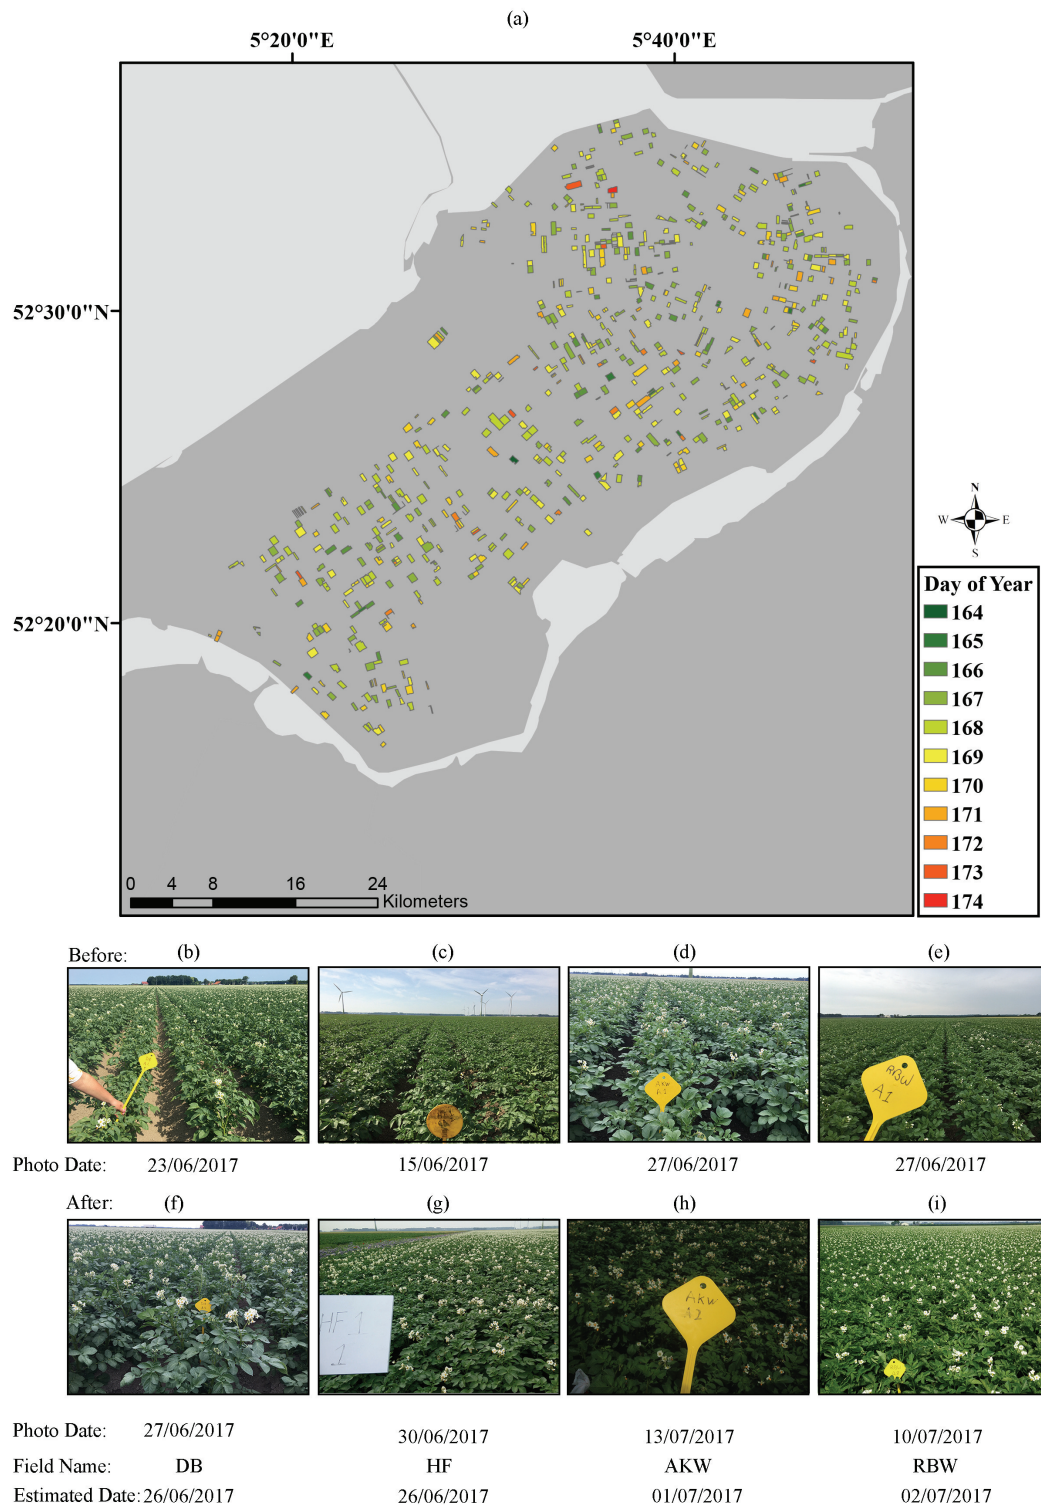 (a)
5°20'0"E 5°40'0"E
52°30'0"N
52°20'0"N
N
W E
S
Day of Year
164
165
166
167
168
169
170
171
172
173
174
0 4 8 16 24
Kilometers
Before: (b) (c) (d) (e)
AKW
RBW
A1
Photo Date: 23/06/2017 15/06/2017 27/06/2017 27/06/2017
After: (f) (g) (h) (i)
HF 1
1
AKW
A1
Photo Date: 27/06/2017 30/06/2017 13/07/2017 10/07/2017
Field Name: DB HF AKW RBW
Estimated Date: 26/06/2017 26/06/2017 01/07/2017 02/07/2017